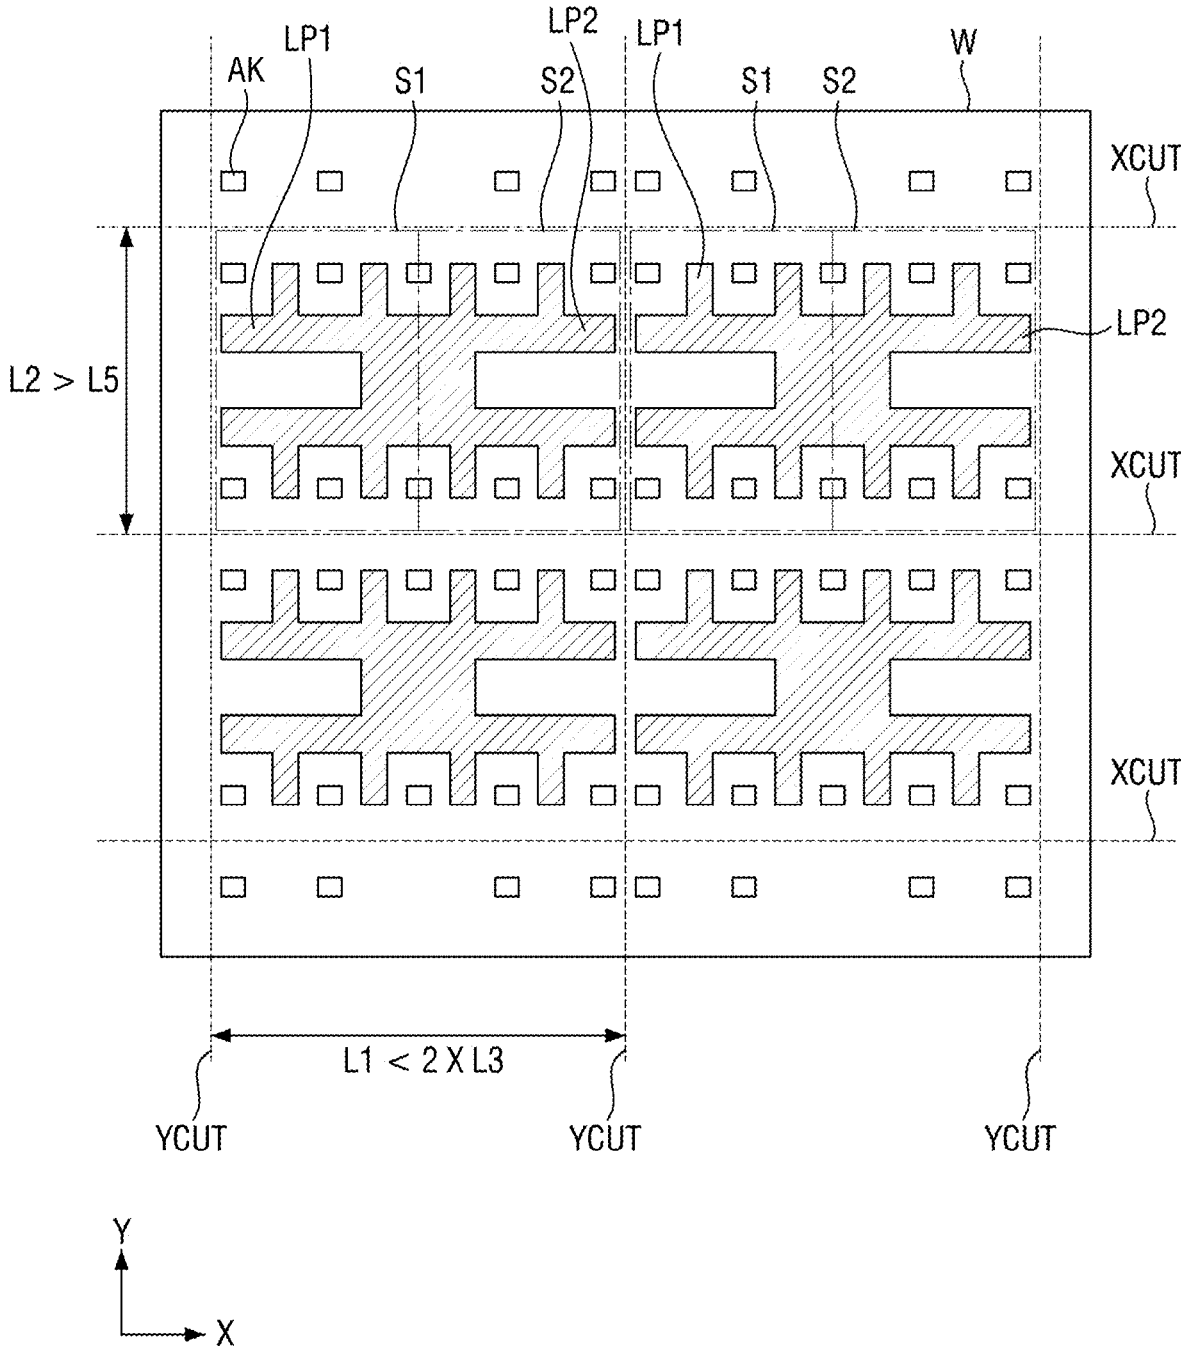 LP1
LP2
LP1
W
AK
S1
S2
S1
S2
XCUT
LP2
L2 > L5
XCUT
XCUT
L1 < 2 X L3
YCUT
YCUT
YCUT
Y
X